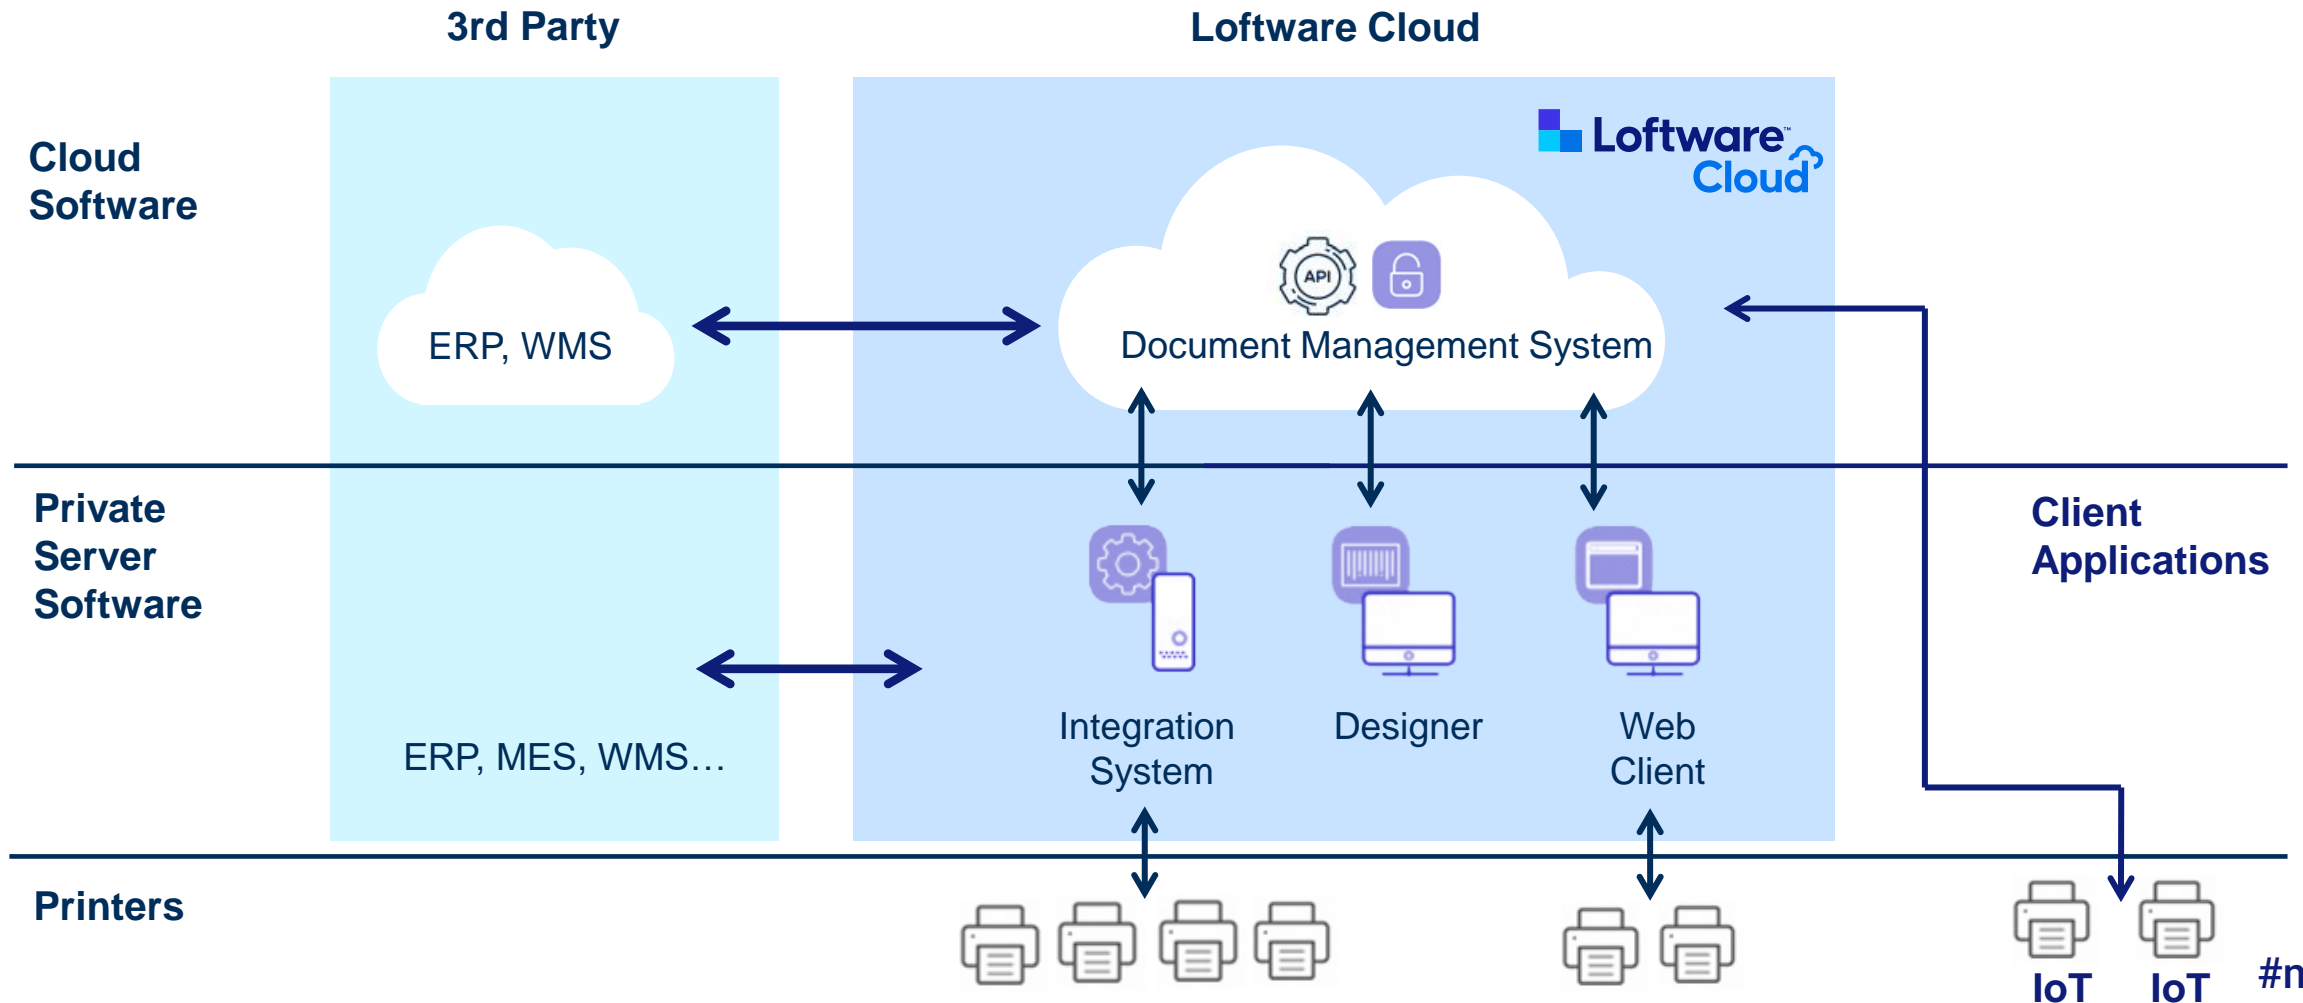 3rd Party
Loftware Cloud
Loftware™
Cloud
Cloud
Software
API
ERP, WMS
Document Management System
Private
Server
Software
Client
Applications
Integration
System
Designer
Web
Client
ERP, MES, WMS…
Printers
IoT
IoT
#n